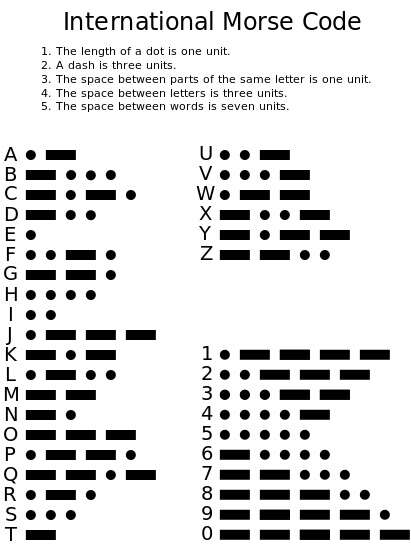 International Morse Code
1. The length of a dot is one unit.
2. A dash is three units.
3. The space between parts of the same letter is one unit.
4. The space between letters is three units.
5. The space between words is seven units.
A
B
C
D
E
F
G
H
I
J
K
L
M
N
O
P
Q
R
S
T
U
V
W
X
Y
Z
1
2
3
4
5
6
7
8
9
0